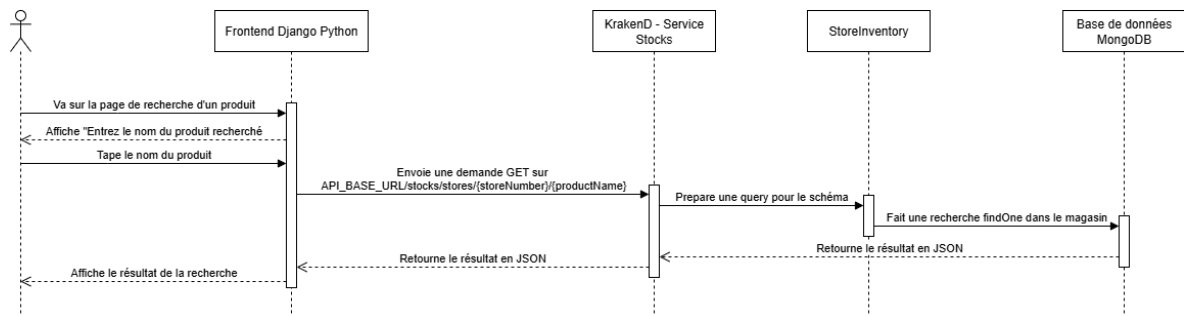 Frontend Django Python
KrakenD - Service
Stocks
StoreInventory
Base de données
MongoDB
Va sur la page de recherche d'un produit
Affiche "Entrez le nom du produit recherché
Tape le nom du produit
Envoie une demande GET sur
API_BASE_URL/stocks/stores/{storeNumber}/{productName}
Prepare une query pour le schéma
Fait une recherche findOne dans le magasin
Retourne le résultat en JSON
Retourne le résultat en JSON
Affiche le résultat de la recherche